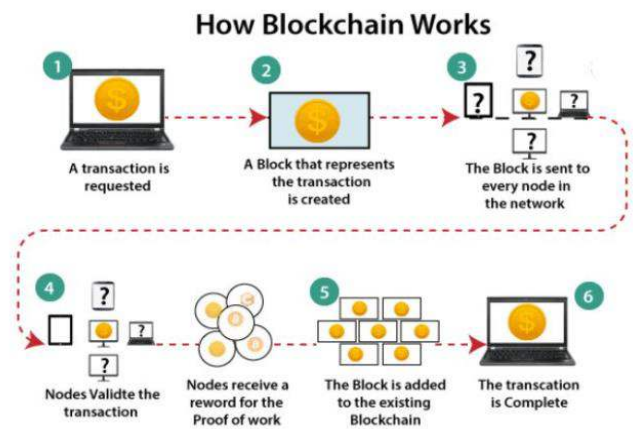 How Blockchain Works
1
2
3
$
$
?
?
?
?
A transaction is
requested
A Block that represents
the transaction
is created
The Block is sent to
every node in
the network
4
5
6
?
?
?
$
Nodes Validte the
transaction
Nodes receive a
reword for the
Proof of work
The Block is added
to the existing
Blockchain
The transcation
is Complete